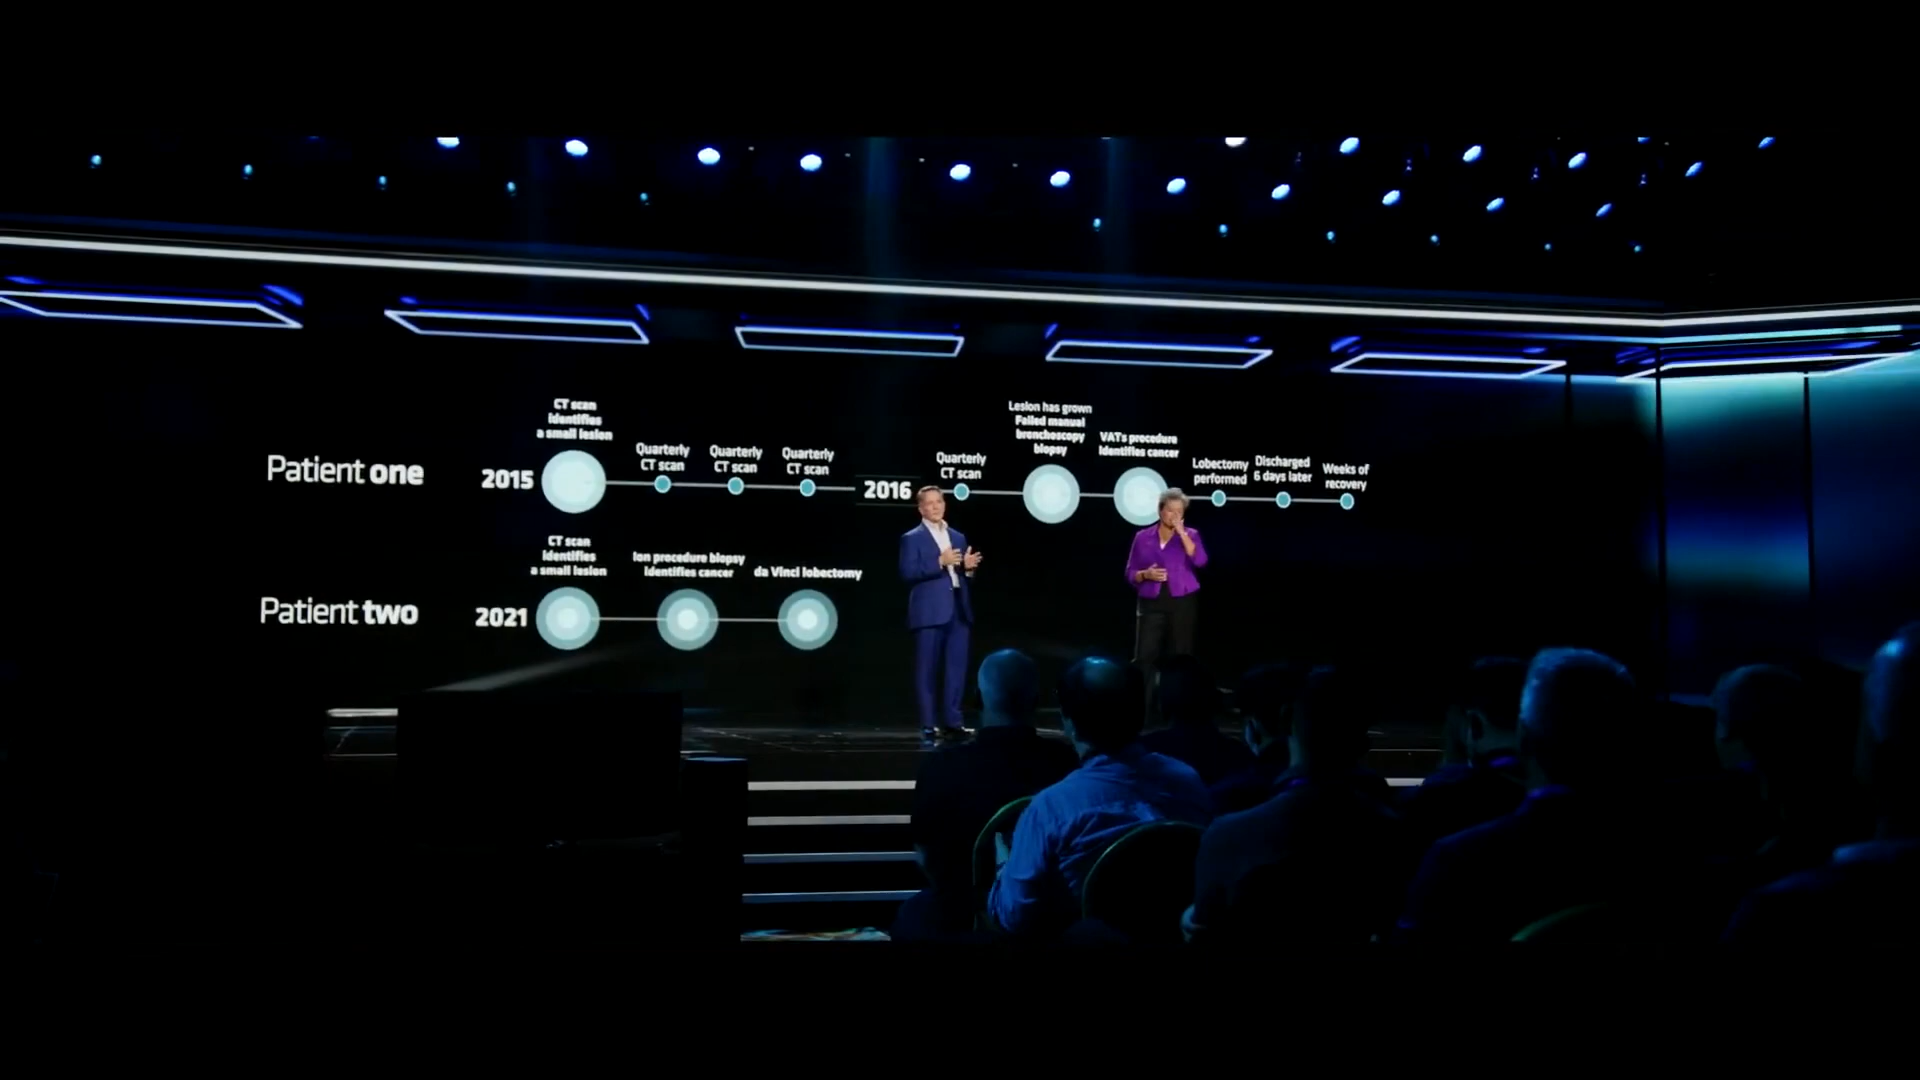 CT scan
identifies
a small lesion
Quarterly
CT scan
Quarterly
CT scan
Quarterly
CT scan
Quarterly
CT scan
Lesion has grown
Failed manual
bronchoscopy
biopsy
VATs procedure
identifies cancer
Lobectomy
performed
Discharged
6 days later
Weeks of
recovery
Patient one
2015
2016
CT scan
identifies
a small lesion
Ion procedure biopsy
identifies cancer
da Vinci lobectomy
Patient two
2021